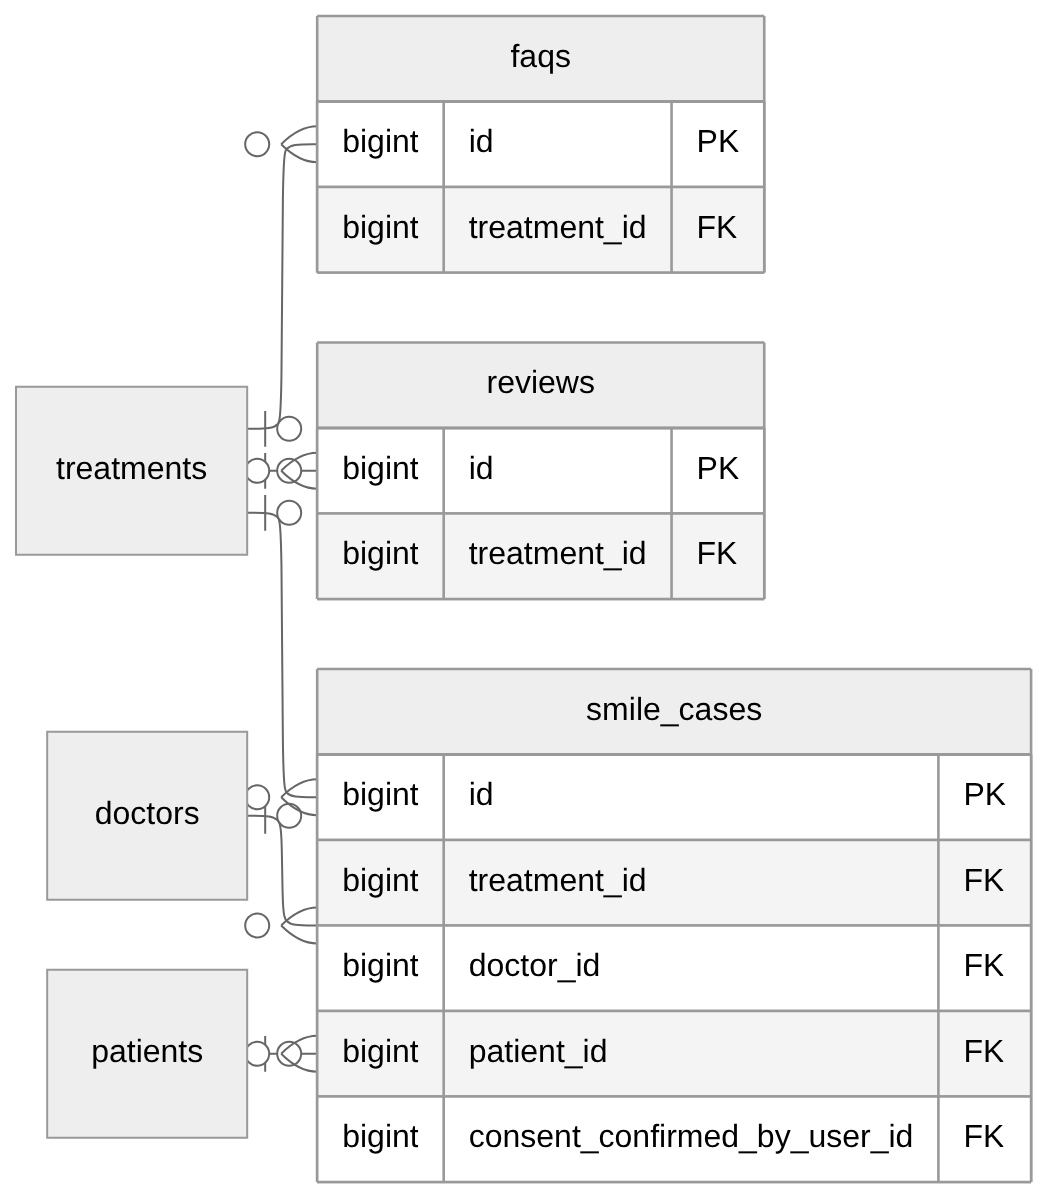 faqs
bigint id PK
bigint treatment_id FK
reviews
treatments
bigint id PK
bigint treatment_id FK
smile_cases
doctors
bigint id PK
bigint treatment_id FK
bigint doctor_id FK
patients
bigint patient_id FK
bigint consent_confirmed_by_user_id FK